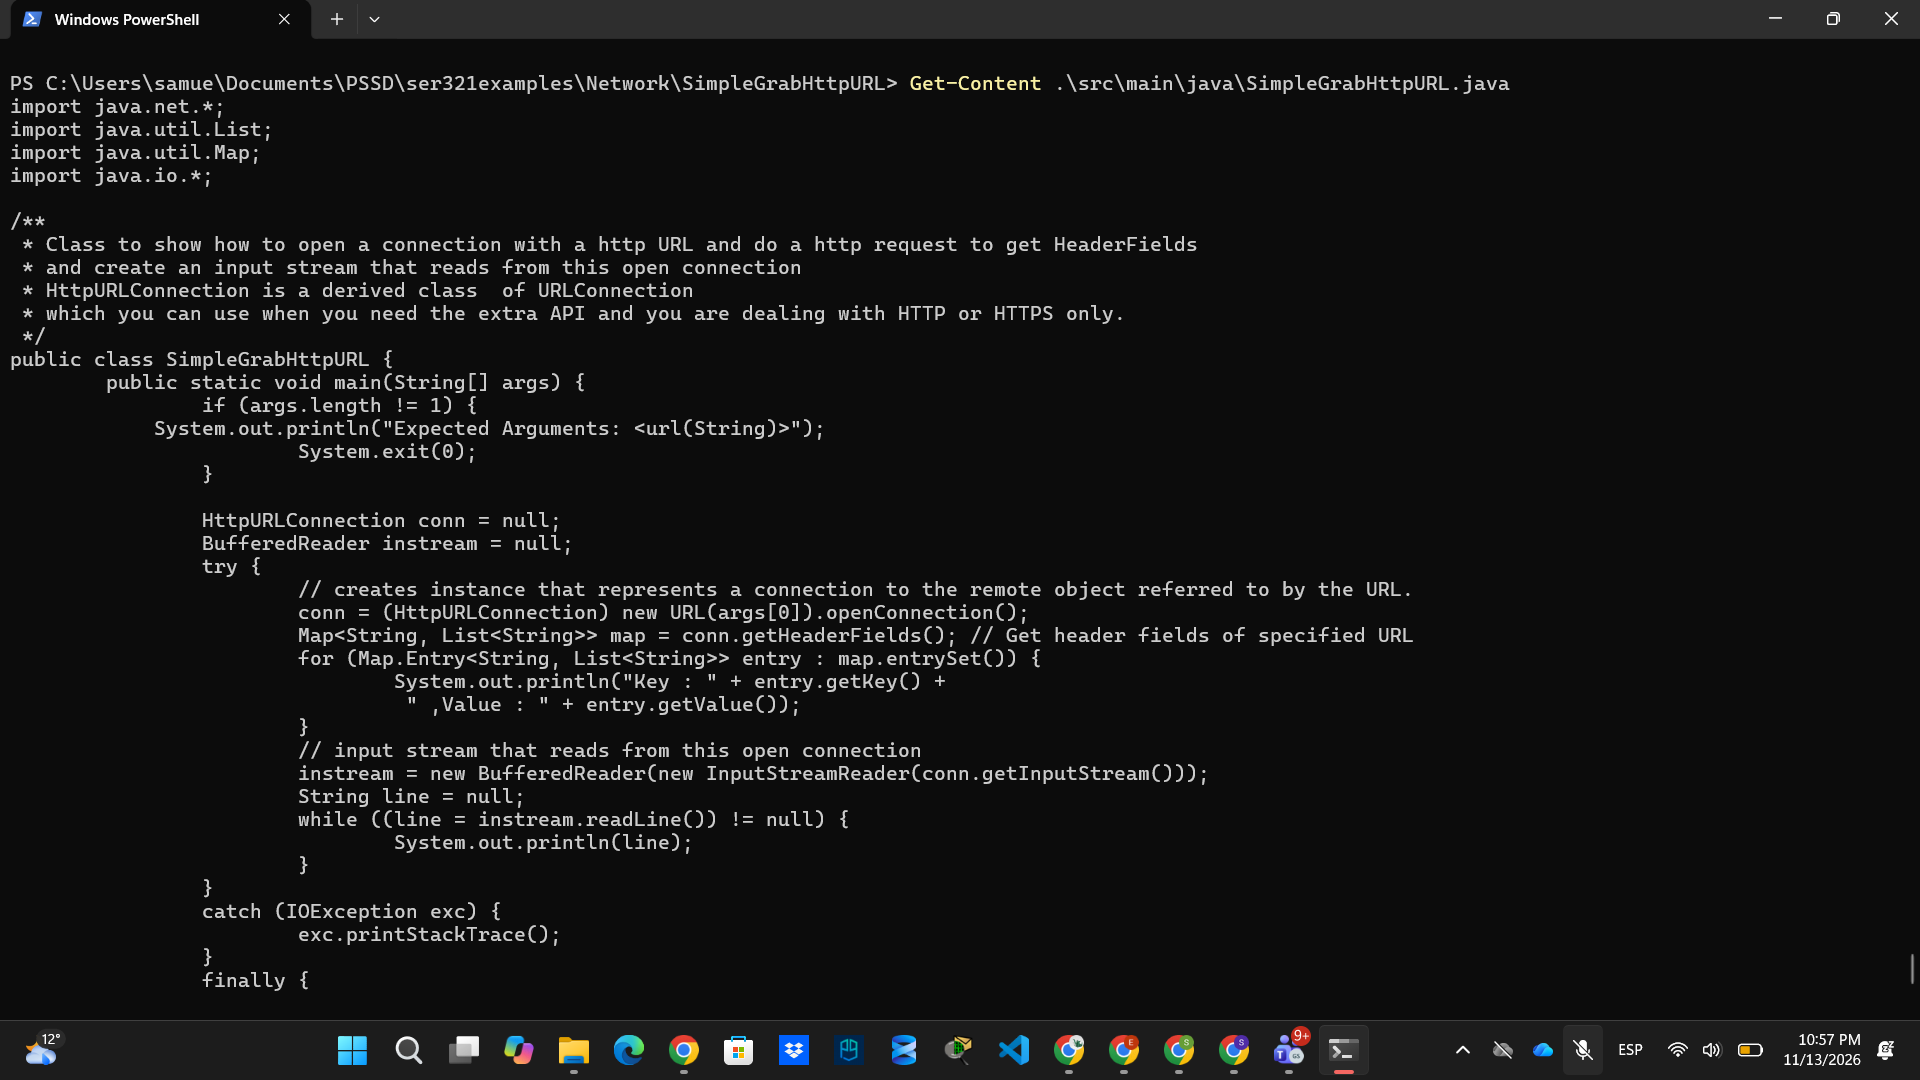 Windows PowerShell
PS C:\Users\samue\Documents\PSSD\ser321examples\Network\SimpleGrabHttpURL> Get-Content .\src\main\java\SimpleGrabHttpURL.java
import java.net.*;
import java.util.List;
import java.util.Map;
import java.io.*;
/**
 * Class to show how to open a connection with a http URL and do a http request to get HeaderFields
 * and create an input stream that reads from this open connection
 * HttpURLConnection is a derived class  of URLConnection
 * which you can use when you need the extra API and you are dealing with HTTP or HTTPS only.
 */
public class SimpleGrabHttpURL {
        public static void main(String[] args) {
                if (args.length != 1) {
            System.out.println("Expected Arguments: <url(String)>");
                        System.exit(0);
                }
                HttpURLConnection conn = null;
                BufferedReader instream = null;
                try {
                        // creates instance that represents a connection to the remote object referred to by the URL.
                        conn = (HttpURLConnection) new URL(args[0]).openConnection();
                        Map<String, List<String>> map = conn.getHeaderFields(); // Get header fields of specified URL
                        for (Map.Entry<String, List<String>> entry : map.entrySet()) {
                                System.out.println("Key : " + entry.getKey() +
                                 " ,Value : " + entry.getValue());
                        }
                        // input stream that reads from this open connection
                        instream = new BufferedReader(new InputStreamReader(conn.getInputStream()));
                        String line = null;
                        while ((line = instream.readLine()) != null) {
                                System.out.println(line);
                        }
                }
                catch (IOException exc) {
                        exc.printStackTrace();
                }
                finally {
12°
E
S
S
9+
T
GS
ESP
10:57 PM
11/13/2026